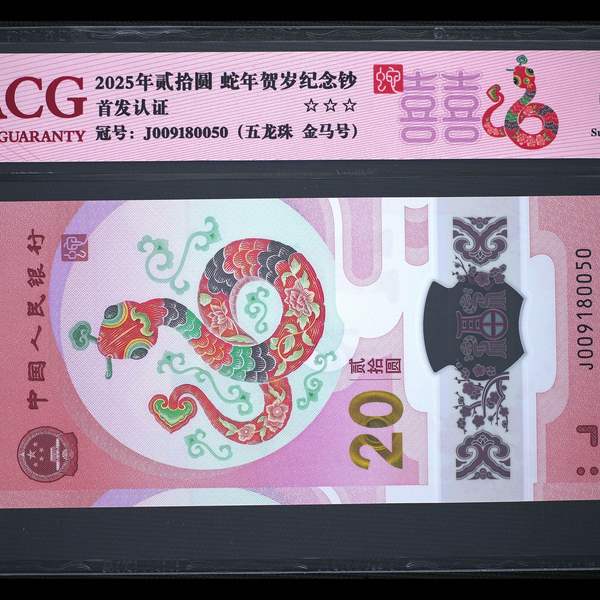 ACG
GUARANTY
2025年贰拾圆 蛇年贺岁纪念钞
首发认证 ☆☆☆
冠号: J009180050 (五龙珠 金马号)
Su
中国人民银行
贰拾圆
20
J009180050